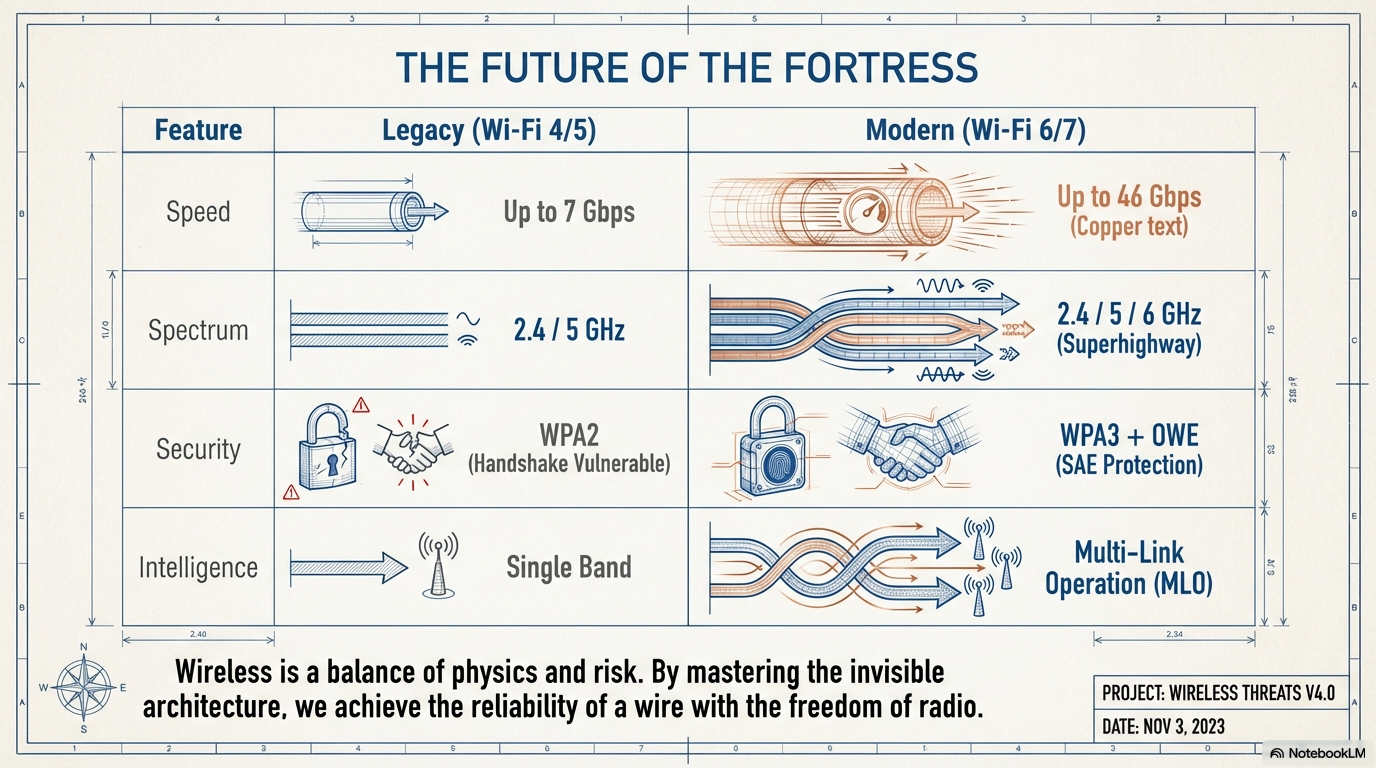 THE FUTURE OF THE FORTRESS
Feature
Legacy (Wi-Fi 4/5)
Modern (Wi-Fi 6/7)
Speed
Up to 7 Gbps
Up to 46 Gbps
(Copper text)
Spectrum
2.4 / 5 GHz
2.4 / 5 / 6 GHz
(Superhighway)
Security
WPA2
(Handshake Vulnerable)
WPA3 + OWE
(SAE Protection)
Intelligence
Single Band
Multi-Link
Operation (MLO)
2.40
2.34
N
W
E
S
Wireless is a balance of physics and risk. By mastering the invisible
architecture, we achieve the reliability of a wire with the freedom of radio.
PROJECT: WIRELESS THREATS V4.0
DATE: NOV 3, 2023
NotebookLM